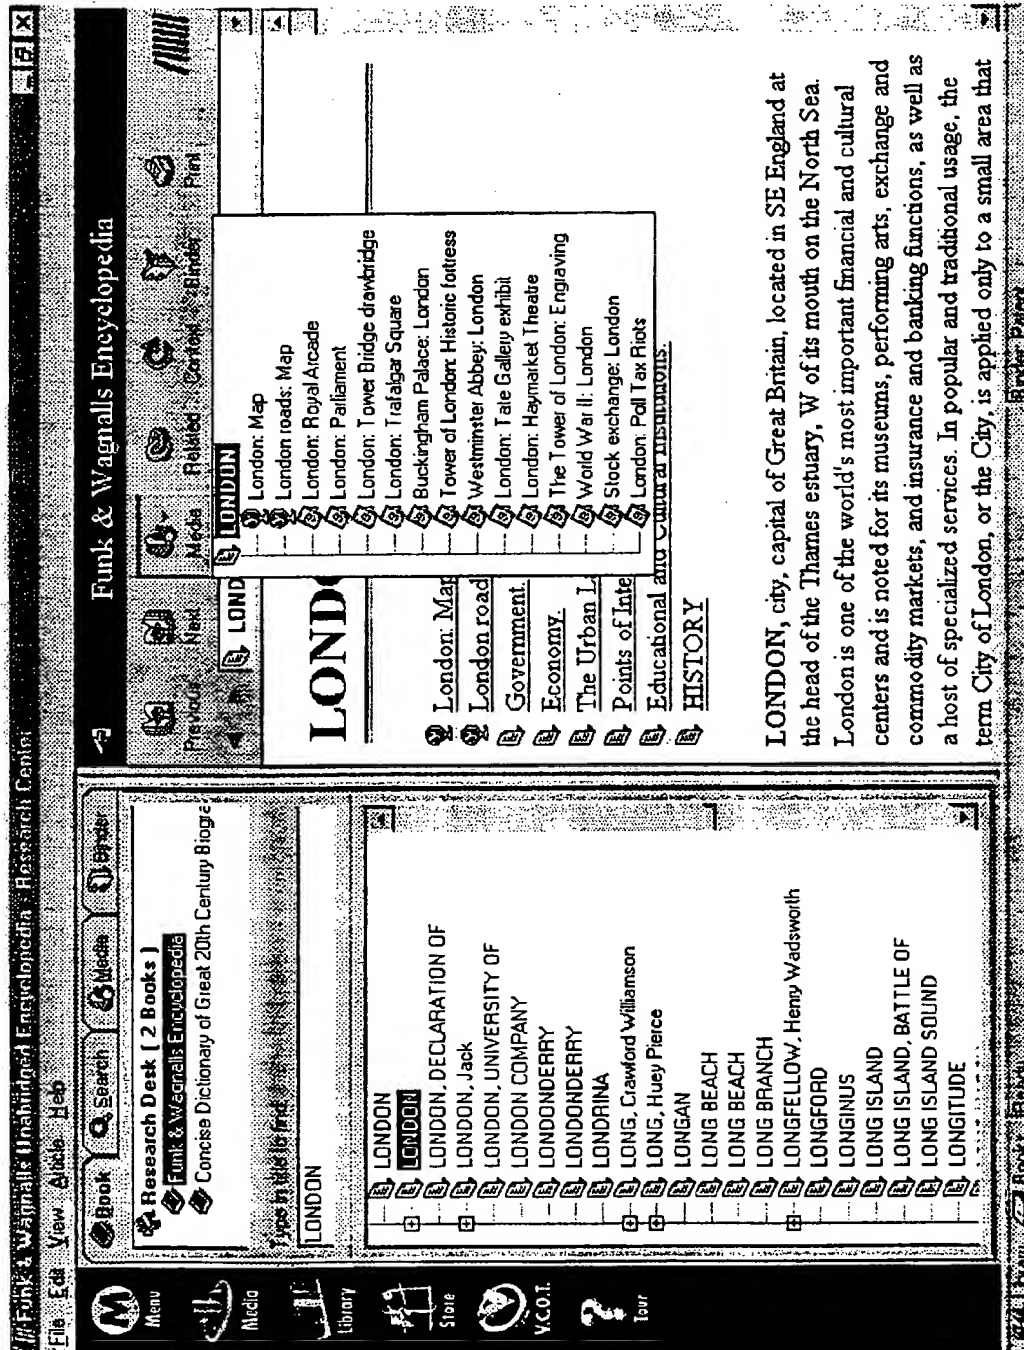 Funk & Wagnalls Unabridged Encyclopedia : Research Center
File Edit View Article Help
Menu
Media
Library
Store
Y.C.O.T.
Tour
Book
Search
Media
Binder
Research Desk ( 2 Books )
Funk & Wagnalls Encyclopedia
Concise Dictionary of Great 20th Century Biogra
Type in title to find
LONDON
LONDON
LONDON
LONDON, DECLARATION OF
LONDON, Jack
LONDON, UNIVERSITY OF
LONDON COMPANY
LONDONDERRY
LONDONDERRY
LONDRINA
LONG, Crawford Williamson
LONG, Huey Pierce
LONGAN
LONG BEACH
LONG BEACH
LONG BRANCH
LONGFELLOW, Henry Wadsworth
LONGFORD
LONGINUS
LONG ISLAND
LONG ISLAND, BATTLE OF
LONG ISLAND SOUND
LONGITUDE
Funk & Wagnalls Encyclopedia
Previous
Next
Media
Related
Context
Binder
Print
LOND
LONDON
London: Map
London roads: Map
London: Royal Arcade
London: Parliament
London: Tower Bridge drawbridge
London: Trafalgar Square
Buckingham Palace: London
Tower of London: Historic fortress
Westminster Abbey: London
London: Tate Gallery exhibit
London: Haymarket Theatre
The Tower of London: Engraving
World War II: London
Stock exchange: London
London: Poll Tax Riots
LONDO
London: Map
London road
Government
Economy.
The Urban L
Points of Inte
Educational and Cultural Institutions.
HISTORY
LONDON, city, capital of Great Britain, located in SE England at
the head of the Thames estuary, W of its mouth on the North Sea.
London is one of the world's most important financial and cultural
centers and is noted for its museums, performing arts, exchange and
commodity markets, and insurance and banking functions, as well as
a host of specialized services. In popular and traditional usage, the
term City of London, or the City, is applied only to a small area that